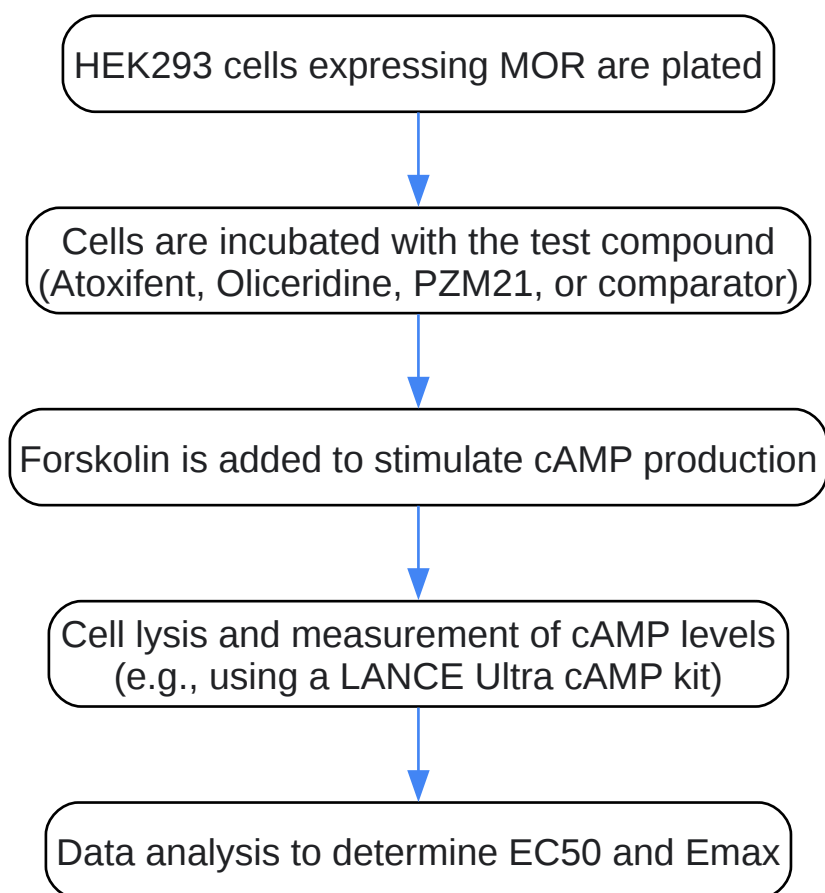 HEK293 cells expressing MOR are plated
Cells are incubated with the test compound
(Atoxifent, Oliceridine, PZM21, or comparator)
Forskolin is added to stimulate cAMP production
Cell lysis and measurement of cAMP levels
(e.g., using a LANCE Ultra cAMP kit)
Data analysis to determine EC50 and Emax